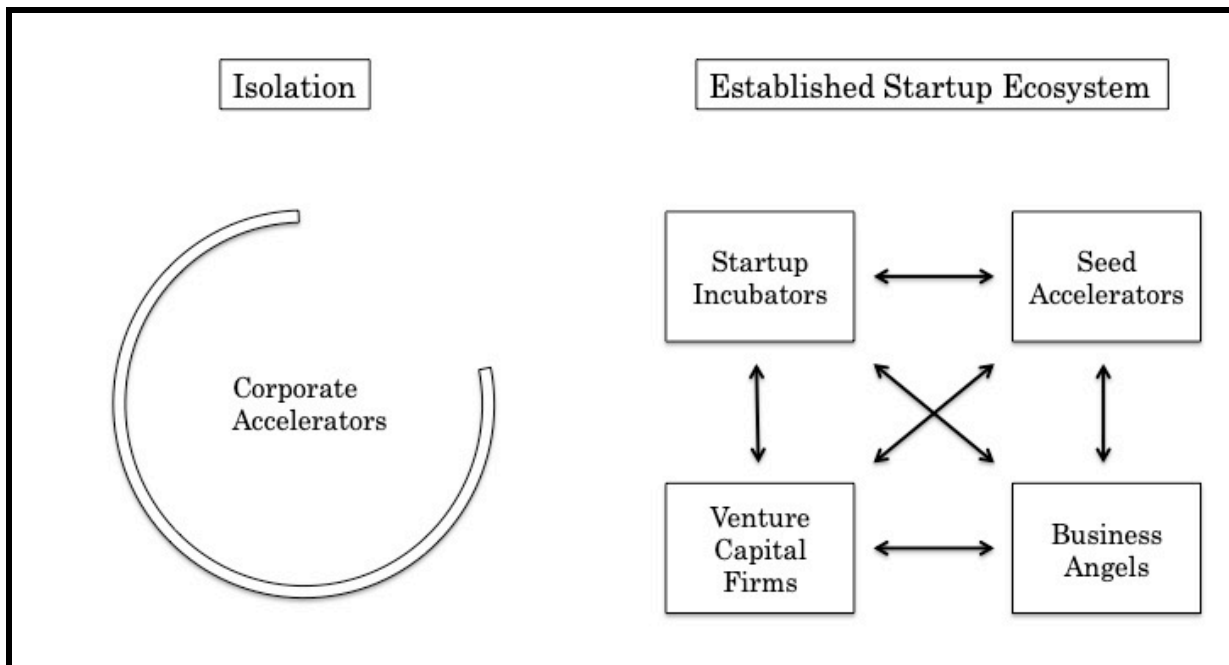 Isolation
Established Startup Ecosystem
Corporate
Accelerators
Startup
Incubators
Seed
Accelerators
Venture
Capital
Firms
Business
Angels